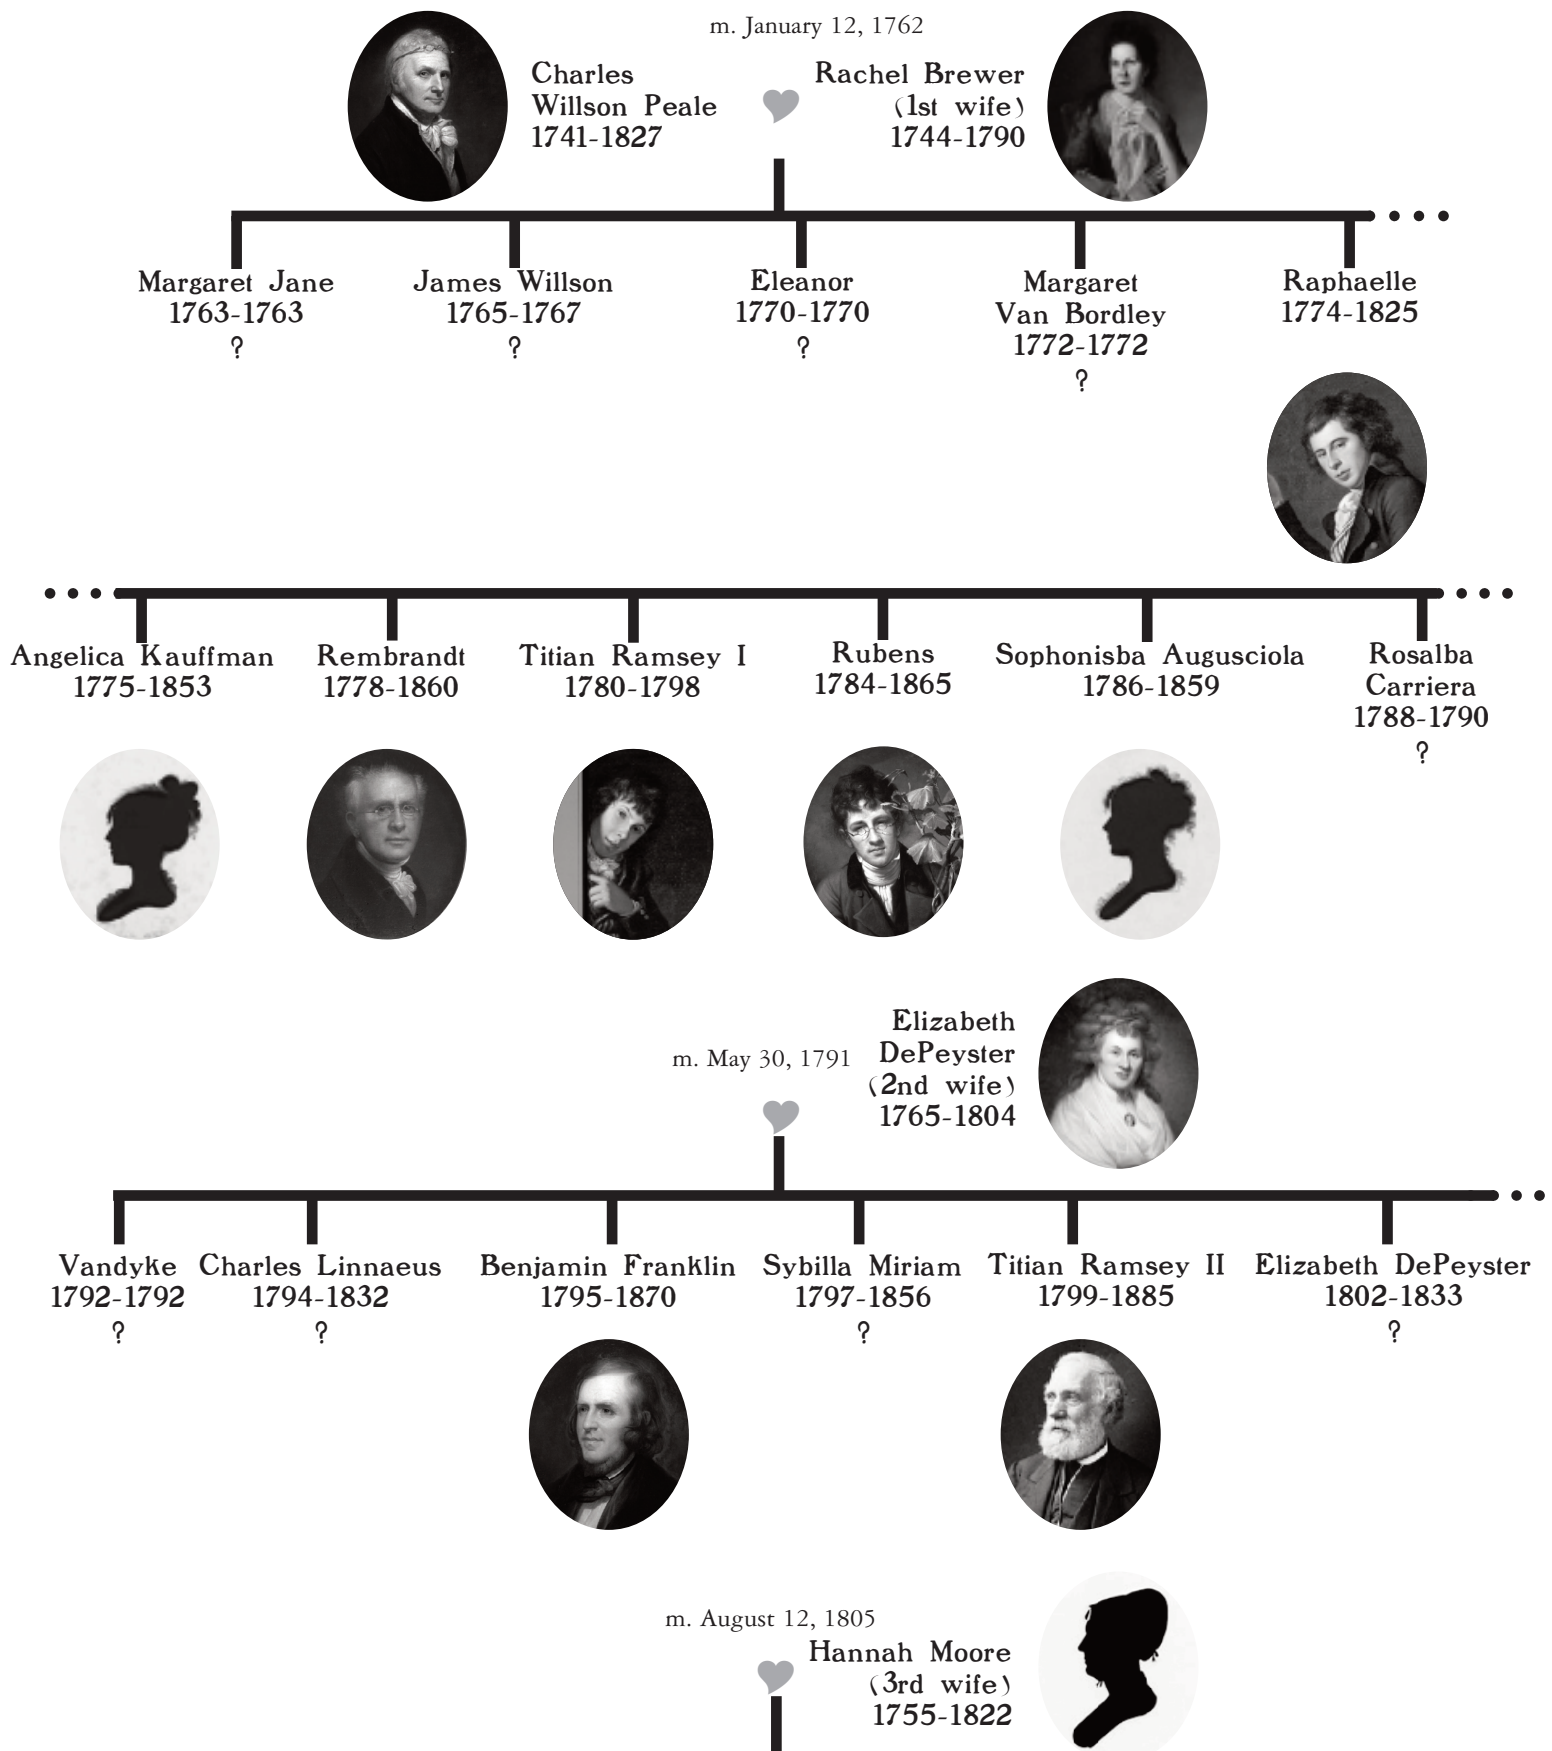 m. January 12, 1762
Charles
Willson Peale
1741-1827
Rachel Brewer
(1st wife)
1744-1790
Margaret Jane
1763-1763
?
James Willson
1765-1767
?
Eleanor
1770-1770
?
Margaret
Van Bordley
1772-1772
?
Raphaelle
1774-1825
Angelica Kauffman
1775-1853
Rembrandt
1778-1860
Titian Ramsey I
1780-1798
Rubens
1784-1865
Sophonisba Augusciola
1786-1859
Rosalba
Carriera
1788-1790
?
m. May 30, 1791
Elizabeth
DePeyster
(2nd wife)
1765-1804
Vandyke
1792-1792
?
Charles Linnaeus
1794-1832
?
Benjamin Franklin
1795-1870
Sybilla Miriam
1797-1856
?
Titian Ramsey II
1799-1885
Elizabeth DePeyster
1802-1833
?
m. August 12, 1805
Hannah Moore
(3rd wife)
1755-1822